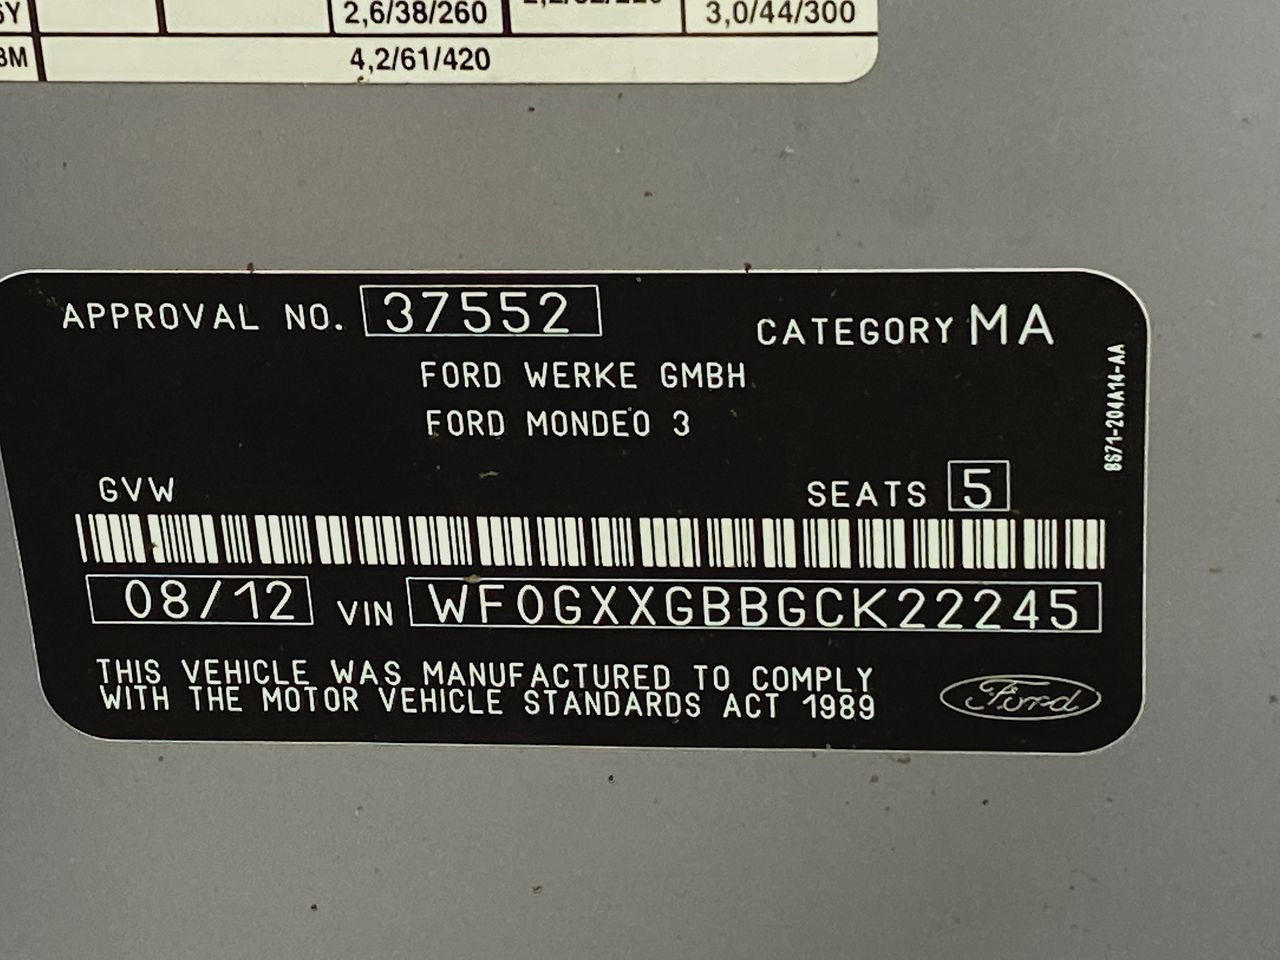 2,6/38/260
3,0/44/300
4,2/61/420
APPROVAL NO. 37552
CATEGORY MA
FORD WERKE GMBH
FORD MONDEO 3
8S71-204A14-AA
GVW
SEATS 5
08/12 VIN WF0GXXGBBGCK22245
THIS VEHICLE WAS MANUFACTURED TO COMPLY
WITH THE MOTOR VEHICLE STANDARDS ACT 1989
Ford